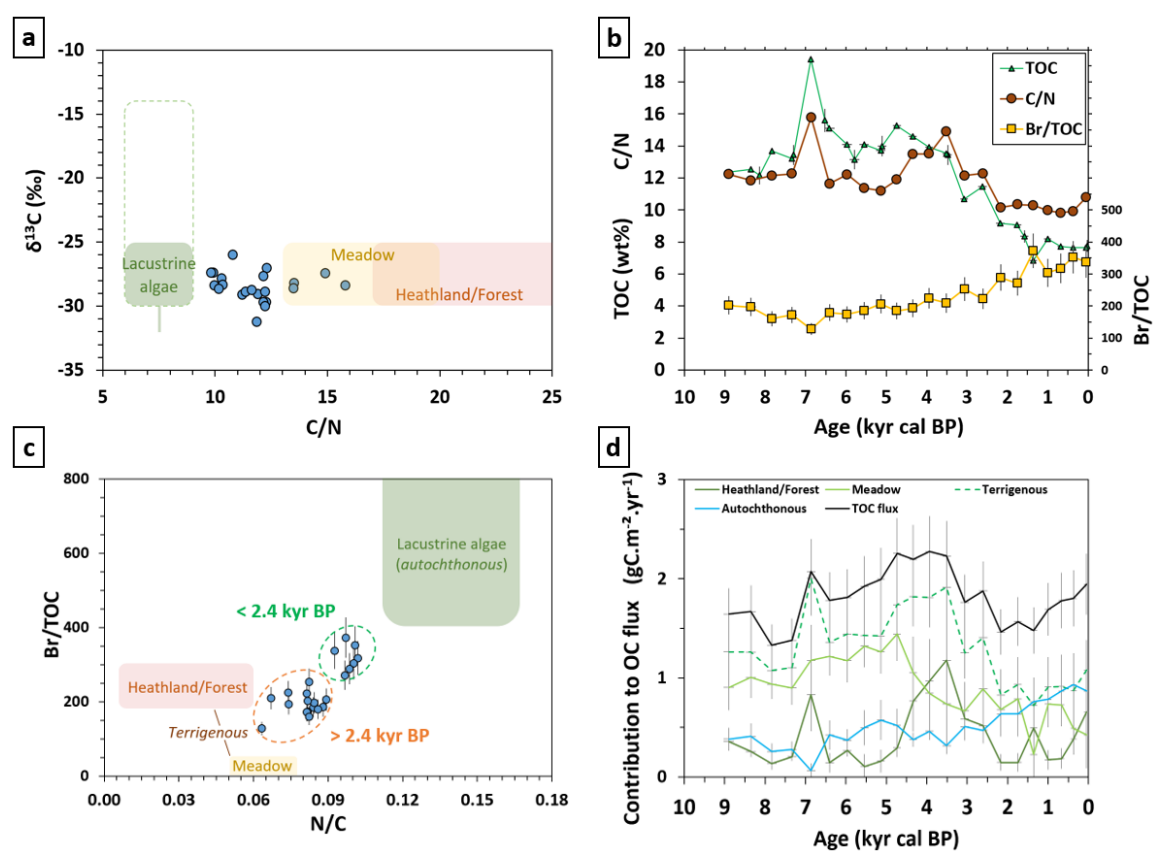 a
-10
-15
-20
-25
-30
-35
δ¹³C (‰)
Lacustrine
algae
Meadow
Heathland/Forest
5
10
15
20
25
C/N
b
20
18
16
14
12
10
8
6
4
2
0
TOC (wt%)
C/N
TOC
C/N
Br/TOC
500
400
300
200
100
0
Br/TOC
10
9
8
7
6
5
4
3
2
1
0
Age (kyr cal BP)
c
800
600
400
200
0
Br/TOC
Lacustrine algae
(autochthonous)
< 2.4 kyr BP
Heathland/Forest
Terrigenous
> 2.4 kyr BP
Meadow
0.00
0.03
0.06
0.09
0.12
0.15
0.18
N/C
d
3
2
1
0
Contribution to OC flux (gC.m⁻².yr⁻¹)
Heathland/Forest
Meadow
Terrigenous
Autochthonous
TOC flux
10
9
8
7
6
5
4
3
2
1
0
Age (kyr cal BP)